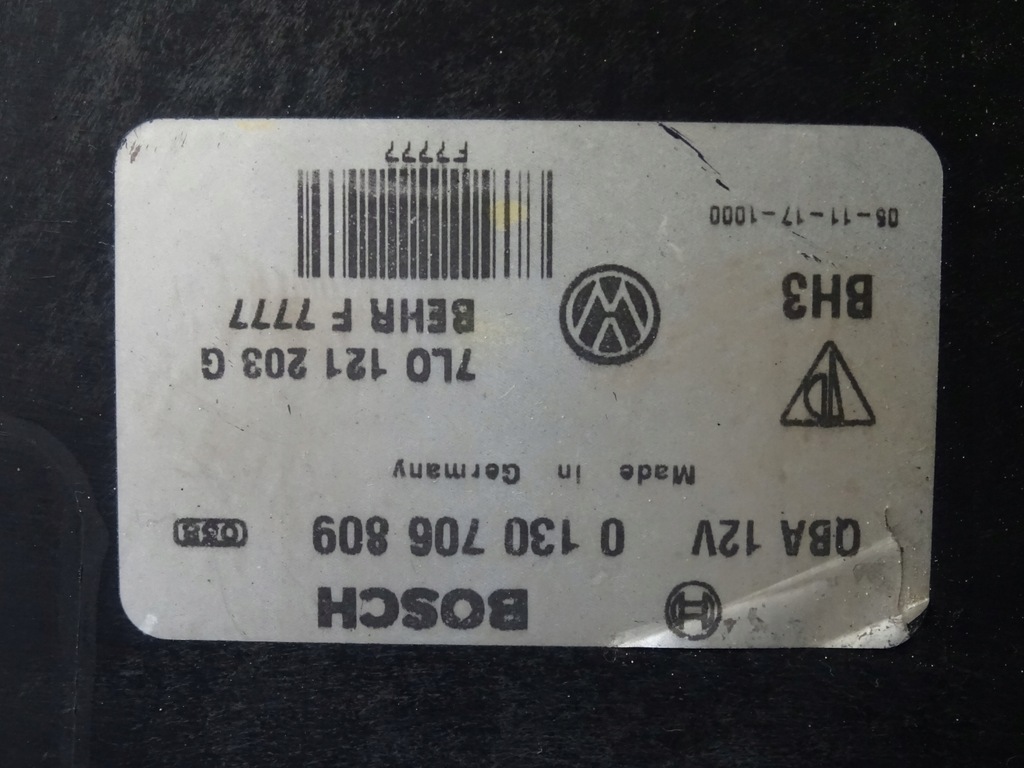 BOSCH
QBA 12V 0 130 706 809
Made in Germany
7L0 121 203 G
BH3
BEHR F 7777
05-11-17-1000
F7777